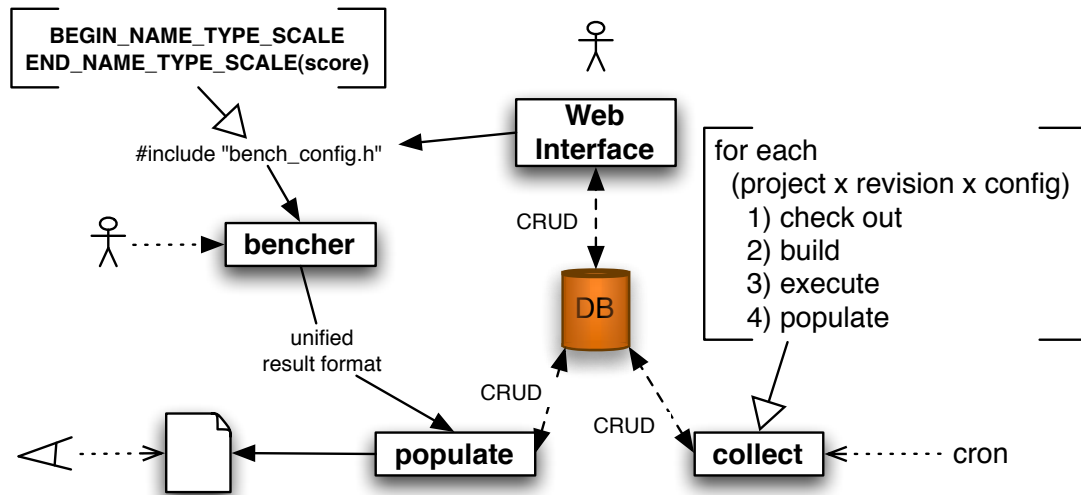 BEGIN_NAME_TYPE_SCALE
END_NAME_TYPE_SCALE(score)
#include "bench_config.h"
Web
Interface
for each
(project x revision x config)
1) check out
2) build
3) execute
4) populate
CRUD
bencher
DB
unified
result format
CRUD
CRUD
populate
collect
cron